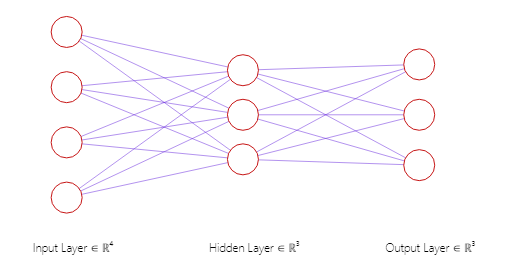 Input Layer ∈ ℝ⁴
Hidden Layer ∈ ℝ³
Output Layer ∈ ℝ³